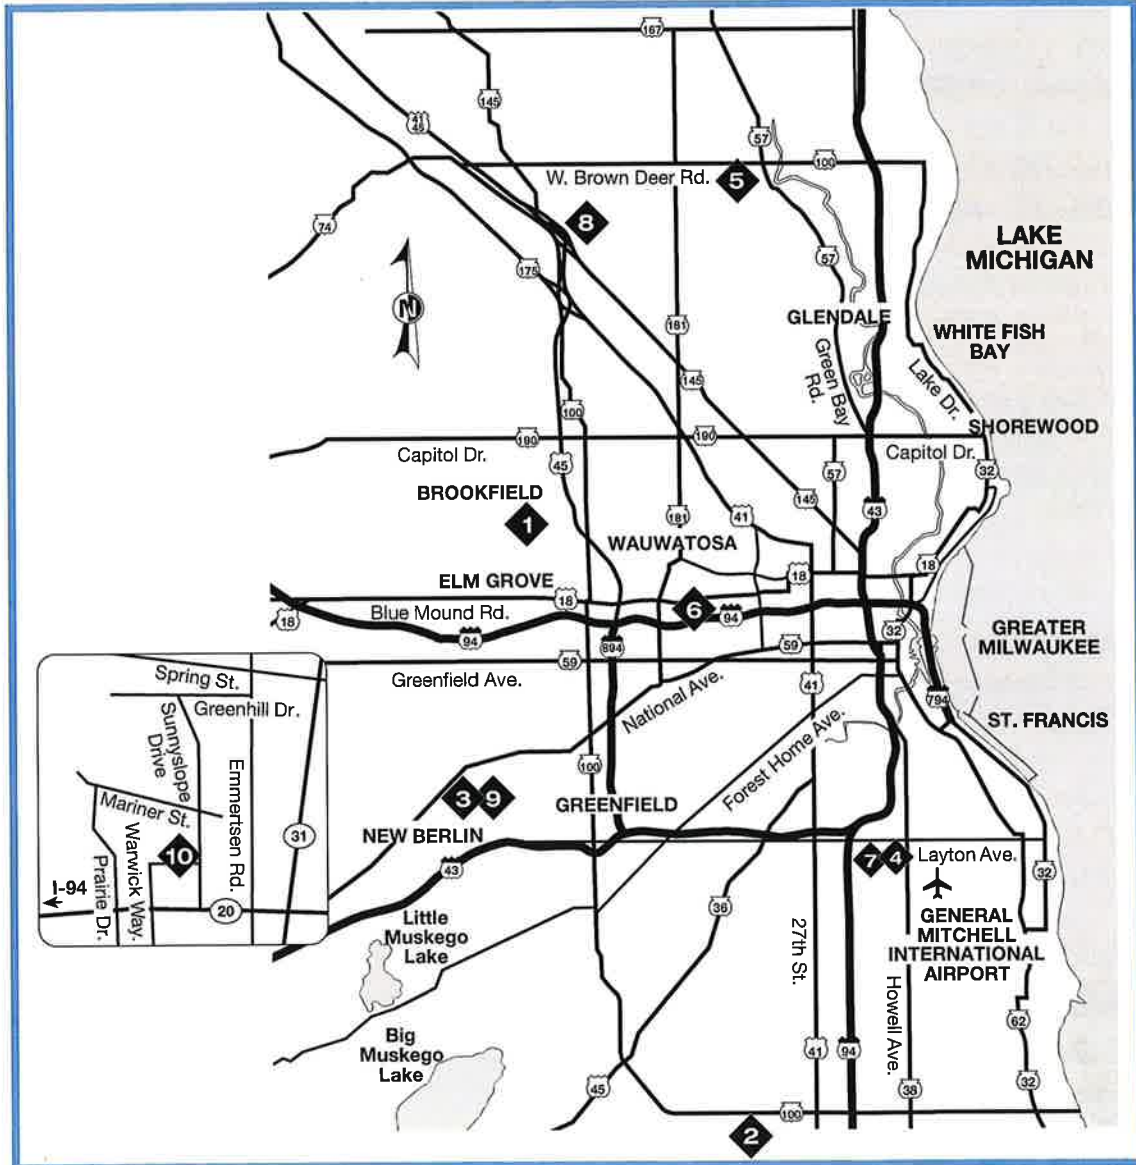 167
145
41
45
57
100
W. Brown Deer Rd.
5
8
74
175
57
LAKE
MICHIGAN
N
181
GLENDALE
WHITE FISH
BAY
Green Bay
Rd.
Lake Dr.
145
100
190
190
SHOREWOOD
Capitol Dr.
Capitol Dr.
45
57
32
BROOKFIELD
1
145
43
181
41
WAUWATOSA
18
18
ELM GROVE
18
Blue Mound Rd.
6
94
18
94
894
32
59
59
GREATER
MILWAUKEE
Greenfield Ave.
National Ave.
41
794
ST. FRANCIS
Spring St.
Greenhill Dr.
Sunnyslope
Drive
Emmertsen Rd.
Mariner St.
Warwick Way.
10
31
I-94
Prairie Dr.
20
100
Forest Home Ave.
3
9
GREENFIELD
NEW BERLIN
43
7
4
Layton Ave.
32
36
Little
Muskego
Lake
27th St.
GENERAL
MITCHELL
INTERNATIONAL
AIRPORT
Howell Ave.
62
Big
Muskego
Lake
41
94
45
38
32
100
2